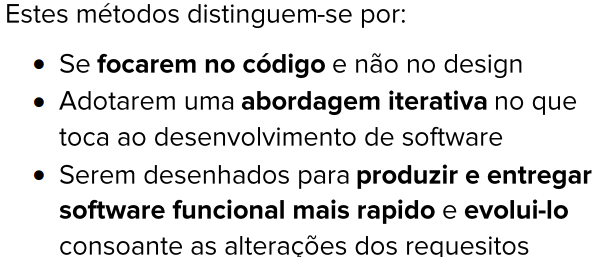 Estes métodos distinguem-se por:
• Se focarem no código e não no design
• Adotarem uma abordagem iterativa no que
toca ao desenvolvimento de software
• Serem desenhados para produzir e entregar
software funcional mais rapido e evolui-lo
consoante as alterações dos requesitos